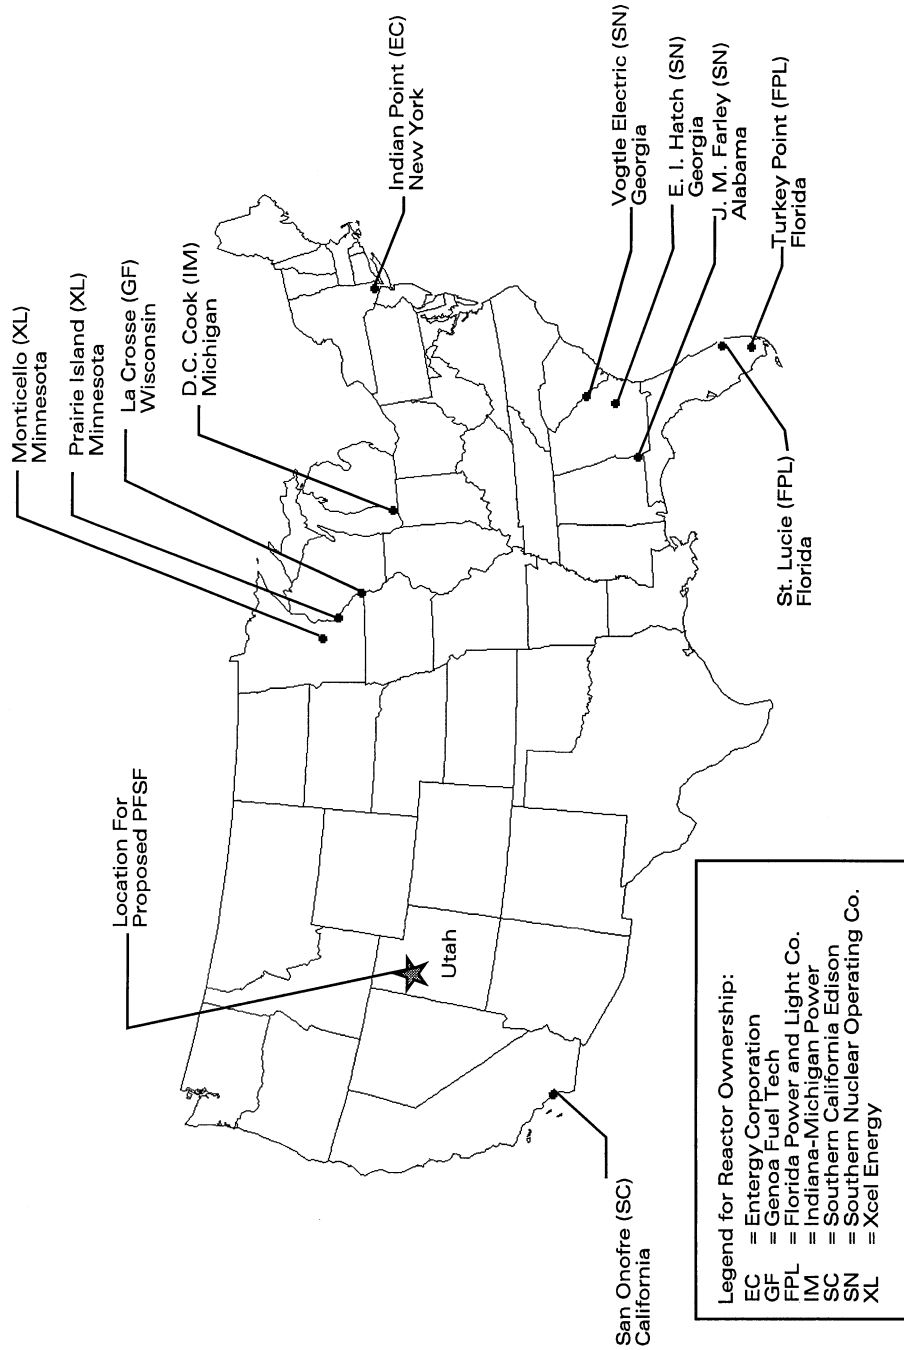 Monticello (XL)
Minnesota
Prairie Island (XL)
Minnesota
La Crosse (GF)
Wisconsin
D.C. Cook (IM)
Michigan
Indian Point (EC)
New York
Location For
Proposed PFSF
Utah
Vogtle Electric (SN)
Georgia
E. I. Hatch (SN)
Georgia
J. M. Farley (SN)
Alabama
Turkey Point (FPL)
Florida
St. Lucie (FPL)
Florida
San Onofre (SC)
California
Legend for Reactor Ownership:
EC = Entergy Corporation
GF = Genoa Fuel Tech
FPL = Florida Power and Light Co.
IM = Indiana-Michigan Power
SC = Southern California Edison
SN = Southern Nuclear Operating Co.
XL = Xcel Energy